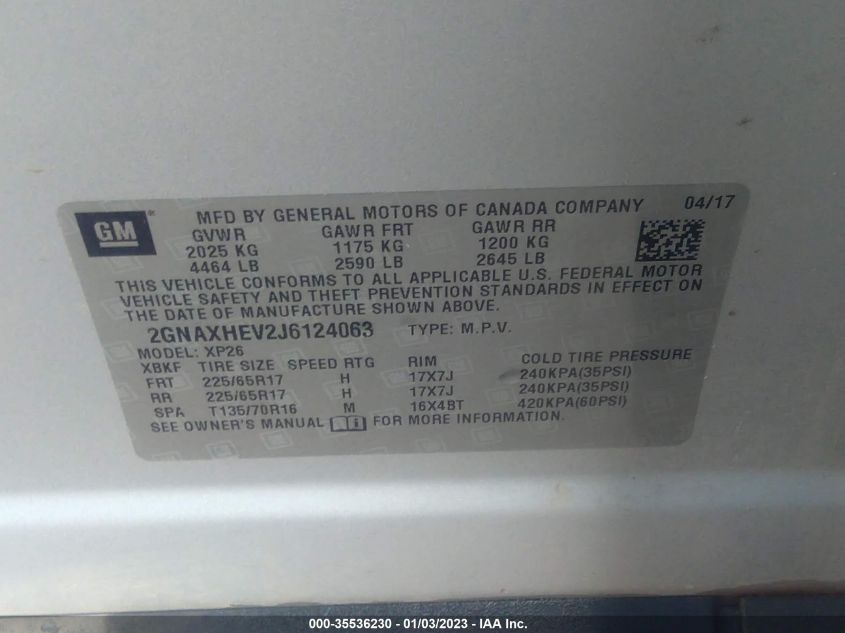 GM ® MFD BY GENERAL MOTORS OF CANADA COMPANY 04/17
GVWR GAWR FRT GAWR RR
2025 KG 1175 KG 1200 KG
4464 LB 2590 LB 2645 LB
THIS VEHICLE CONFORMS TO ALL APPLICABLE U.S. FEDERAL MOTOR
VEHICLE SAFETY AND THEFT PREVENTION STANDARDS IN EFFECT ON
THE DATE OF MANUFACTURE SHOWN ABOVE.
2GNAXHEV2J6124063 TYPE: M.P.V.
MODEL: XP26
XBKF TIRE SIZE SPEED RTG RIM COLD TIRE PRESSURE
FRT 225/65R17 H 17X7J 240KPA(35PSI)
RR 225/65R17 H 17X7J 240KPA(35PSI)
SPA T135/70R16 M 16X4BT 420KPA(60PSI)
SEE OWNER'S MANUAL FOR MORE INFORMATION.
000-35536230 - 01/03/2023 - IAA Inc.